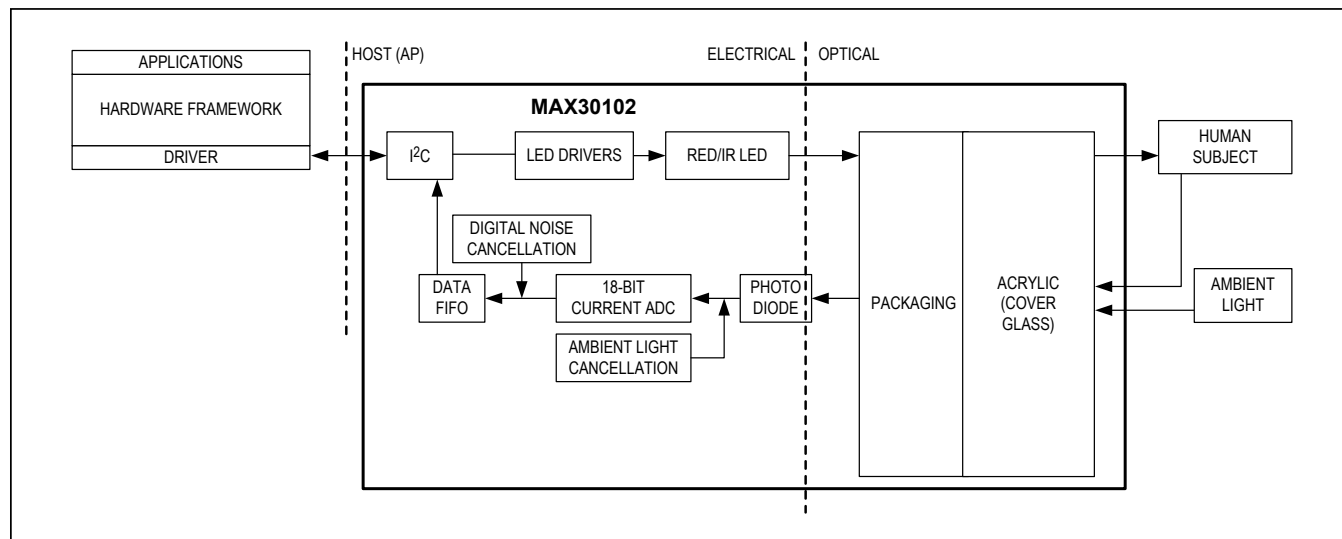 HOST (AP)
ELECTRICAL
OPTICAL
APPLICATIONS
HARDWARE FRAMEWORK
DRIVER
MAX30102
I²C
LED DRIVERS
RED/IR LED
HUMAN
SUBJECT
DIGITAL NOISE
CANCELLATION
DATA
FIFO
18-BIT
CURRENT ADC
PHOTO
DIODE
AMBIENT LIGHT
CANCELLATION
PACKAGING
ACRYLIC
(COVER
GLASS)
AMBIENT
LIGHT